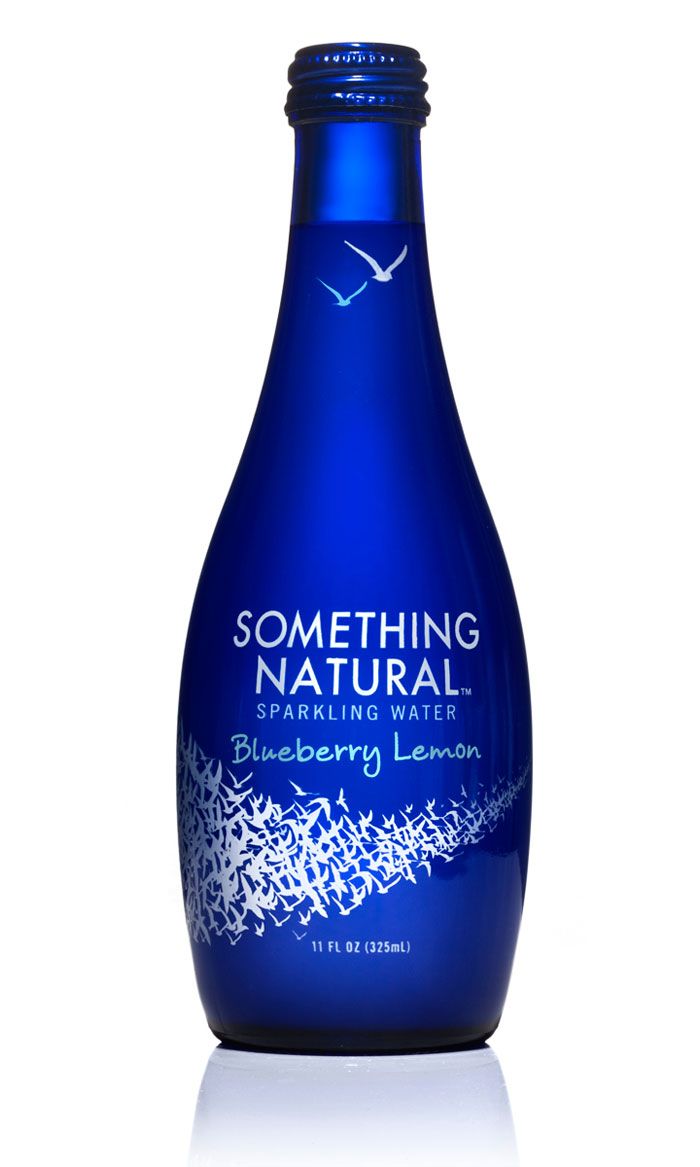 SOMETHING
NATURAL™
SPARKLING WATER
Blueberry Lemon
11 FL OZ (325mL)